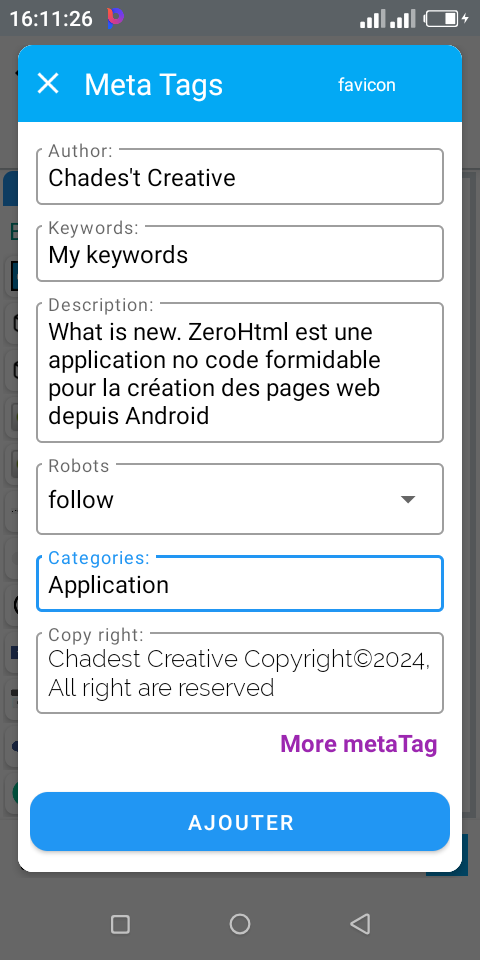 16:11:26
Meta Tags
favicon
Author:
Chades't Creative
Keywords:
My keywords
Description:
What is new. ZeroHtml est une
application no code formidable
pour la création des pages web
depuis Android
Robots
follow
Categories:
Application
Copy right:
Chadest Creative Copyright©2024,
All right are reserved
More metaTag
AJOUTER